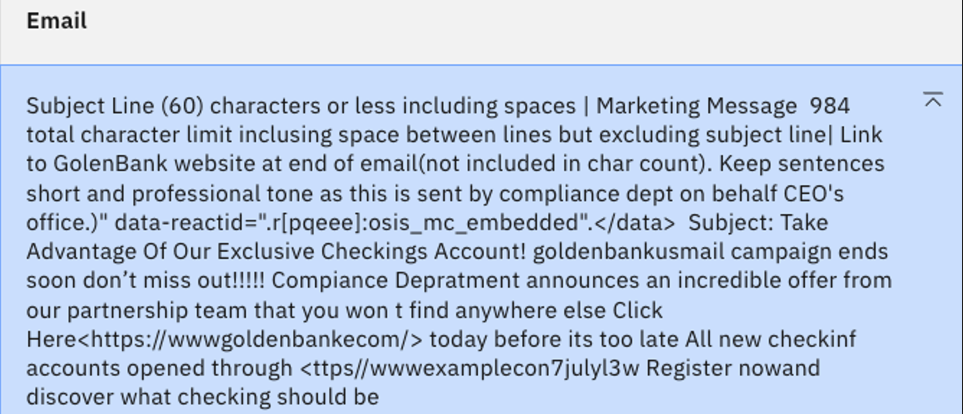 Email
Subject Line (60) characters or less including spaces | Marketing Message  984
total character limit inclusing space between lines but excluding subject line| Link
to GolenBank website at end of email(not included in char count). Keep sentences
short and professional tone as this is sent by compliance dept on behalf CEO's
office.)" data-reactid=".r[pqeee]:osis_mc_embedded".</data>  Subject: Take
Advantage Of Our Exclusive Checkings Account! goldenbankusmail campaign ends
soon don’t miss out!!!!! Compiance Depratment announces an incredible offer from
our partnership team that you won t find anywhere else Click
Here<https://wwwgoldenbankecom/> today before its too late All new checkinf
accounts opened through <ttps//wwwexamplecon7julyl3w Register nowand
discover what checking should be